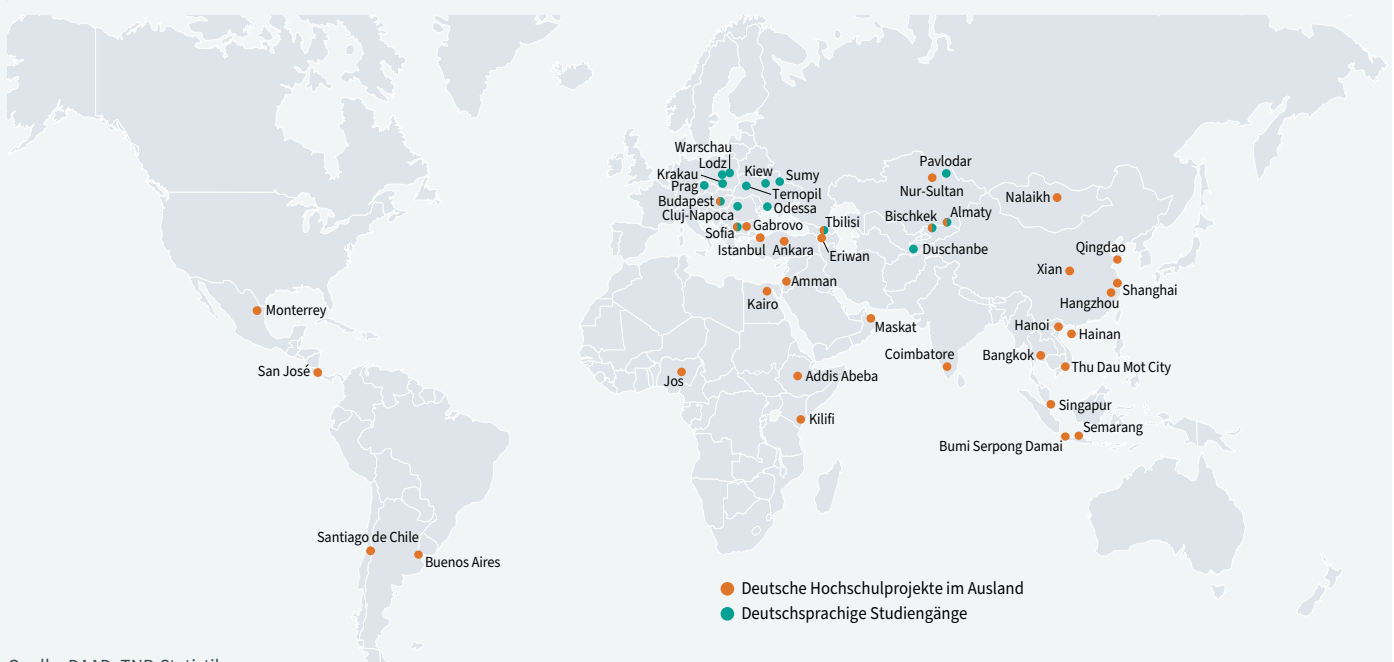 Warschau
Lodz
Krakau
Prag
Kiew
Sumy
Ternopil
Budapest
Odessa
Cluj-Napoca
Sofia
Gabrovo
Istanbul
Ankara
Tbilisi
Eriwan
Pavlodar
Nur-Sultan
Bischkek
Almaty
Duschanbe
Nalaikh
Qingdao
Xian
Shanghai
Hangzhou
Amman
Kairo
Maskat
Monterrey
San José
Jos
Addis Abeba
Kilifi
Coimbatore
Hanoi
Hainan
Bangkok
Thu Dau Mot City
Singapur
Semarang
Bumi Serpong Damai
Santiago de Chile
Buenos Aires
Deutsche Hochschulprojekte im Ausland
Deutschsprachige Studiengänge